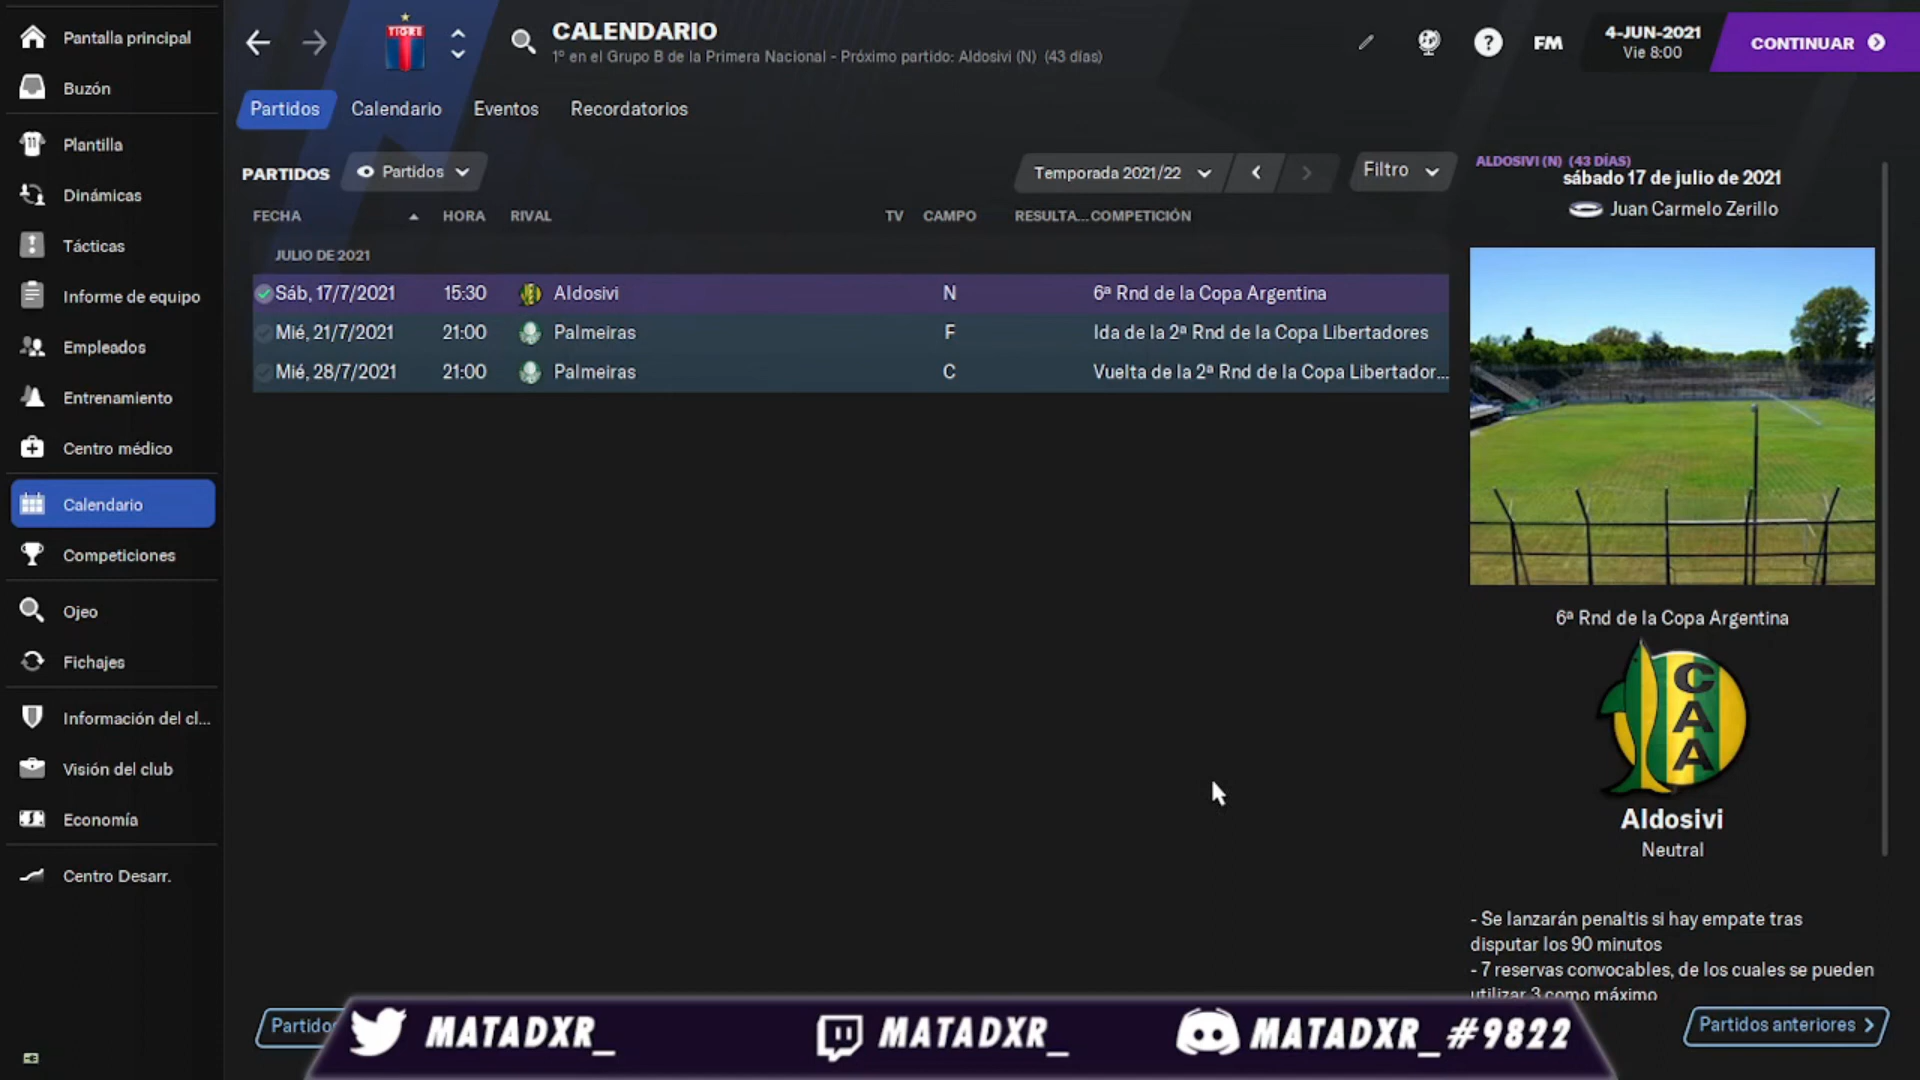 Pantalla principal
Buzón
Plantilla
Dinámicas
Tácticas
Informe de equipo
Empleados
Entrenamiento
Centro médico
Calendario
Competiciones
Ojeo
Fichajes
Información del cl...
Visión del club
Economía
Centro Desarr.
TIGRE
CALENDARIO
1º en el Grupo B de la Primera Nacional - Próximo partido: Aldosivi (N) (43 días)
?
FM
4-JUN-2021
Vie 8:00
CONTINUAR
Partidos Calendario Eventos Recordatorios
PARTIDOS Partidos Temporada 2021/22 Filtro
FECHA HORA RIVAL TV CAMPO RESULTA... COMPETICIÓN
JULIO DE 2021
Sáb, 17/7/2021 15:30 Aldosivi N 6ª Rnd de la Copa Argentina
Mié, 21/7/2021 21:00 Palmeiras F Ida de la 2ª Rnd de la Copa Libertadores
Mié, 28/7/2021 21:00 Palmeiras C Vuelta de la 2ª Rnd de la Copa Libertador...
ALDOSIVI (N) (43 DÍAS)
sábado 17 de julio de 2021
Juan Carmelo Zerillo
6ª Rnd de la Copa Argentina
CAA
Aldosivi
Neutral
- Se lanzarán penaltis si hay empate tras
disputar los 90 minutos
- 7 reservas convocables, de los cuales se pueden
utilizar 3 como máximo
Partidos anteriores
MATADXR_ MATADXR_ MATADXR_#9822